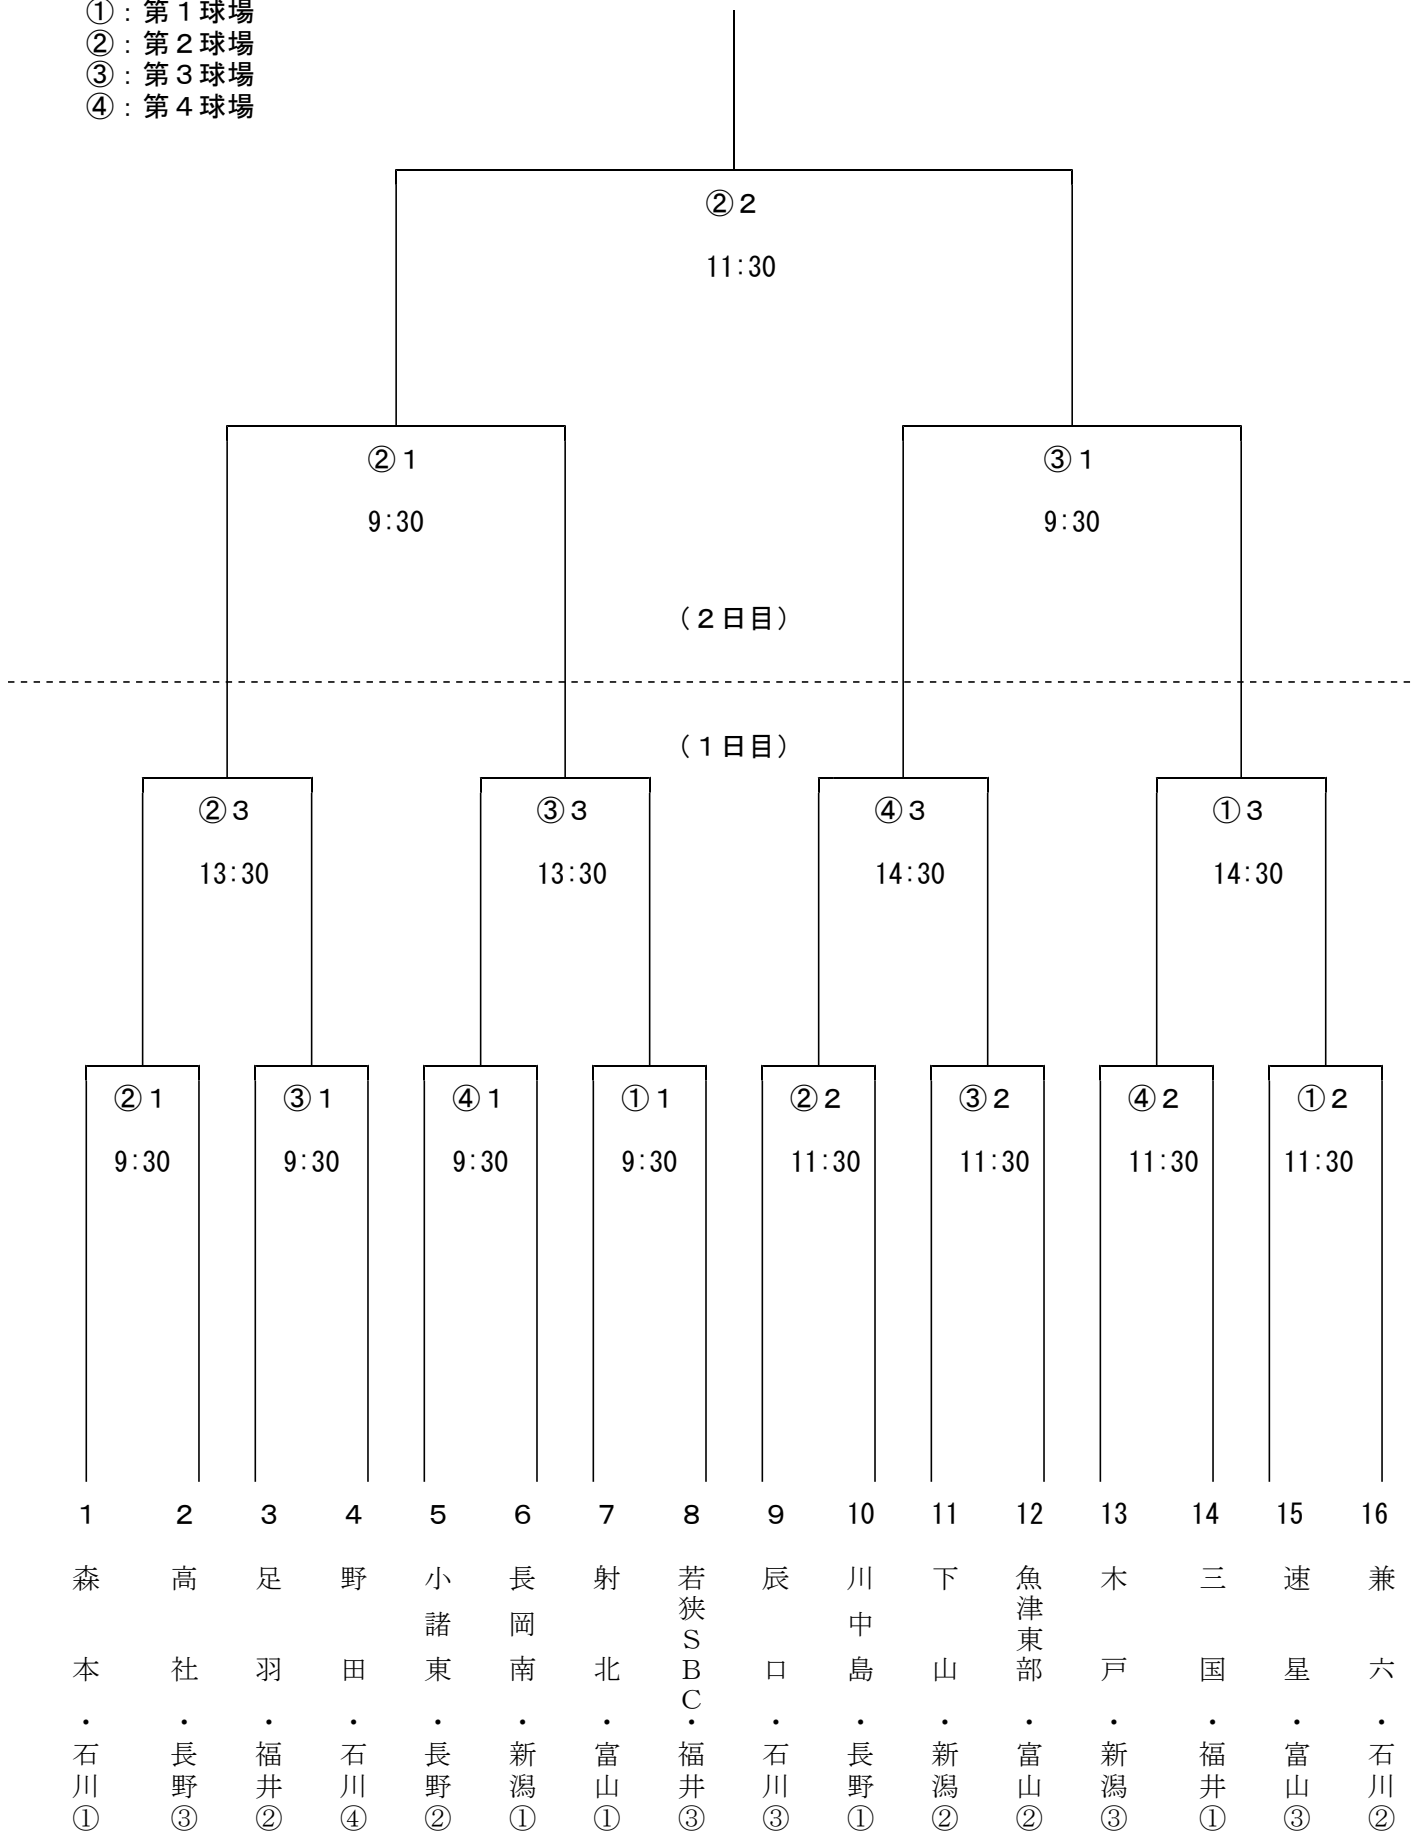 ①：第１球場
②：第２球場
③：第３球場
④：第４球場
②２
11:30
②１
③１
9:30
9:30
（２日目）
（１日目）
②３
③３
④３
①３
13:30
13:30
14:30
14:30
②１
③１
④１
①１
②２
③２
④２
①２
9:30
9:30
9:30
9:30
11:30
11:30
11:30
11:30
1
2
3
4
5
6
7
8
9
10
11
12
13
14
15
16
森本・石川①
高社・長野③
足羽・福井②
野田・石川④
小諸東・長野②
長岡南・新潟①
射北・富山①
若狭ＳＢＣ・福井③
辰口・石川③
川中島・長野①
下山・新潟②
魚津東部・富山②
木戸・新潟③
三国・福井①
速星・富山③
兼六・石川②